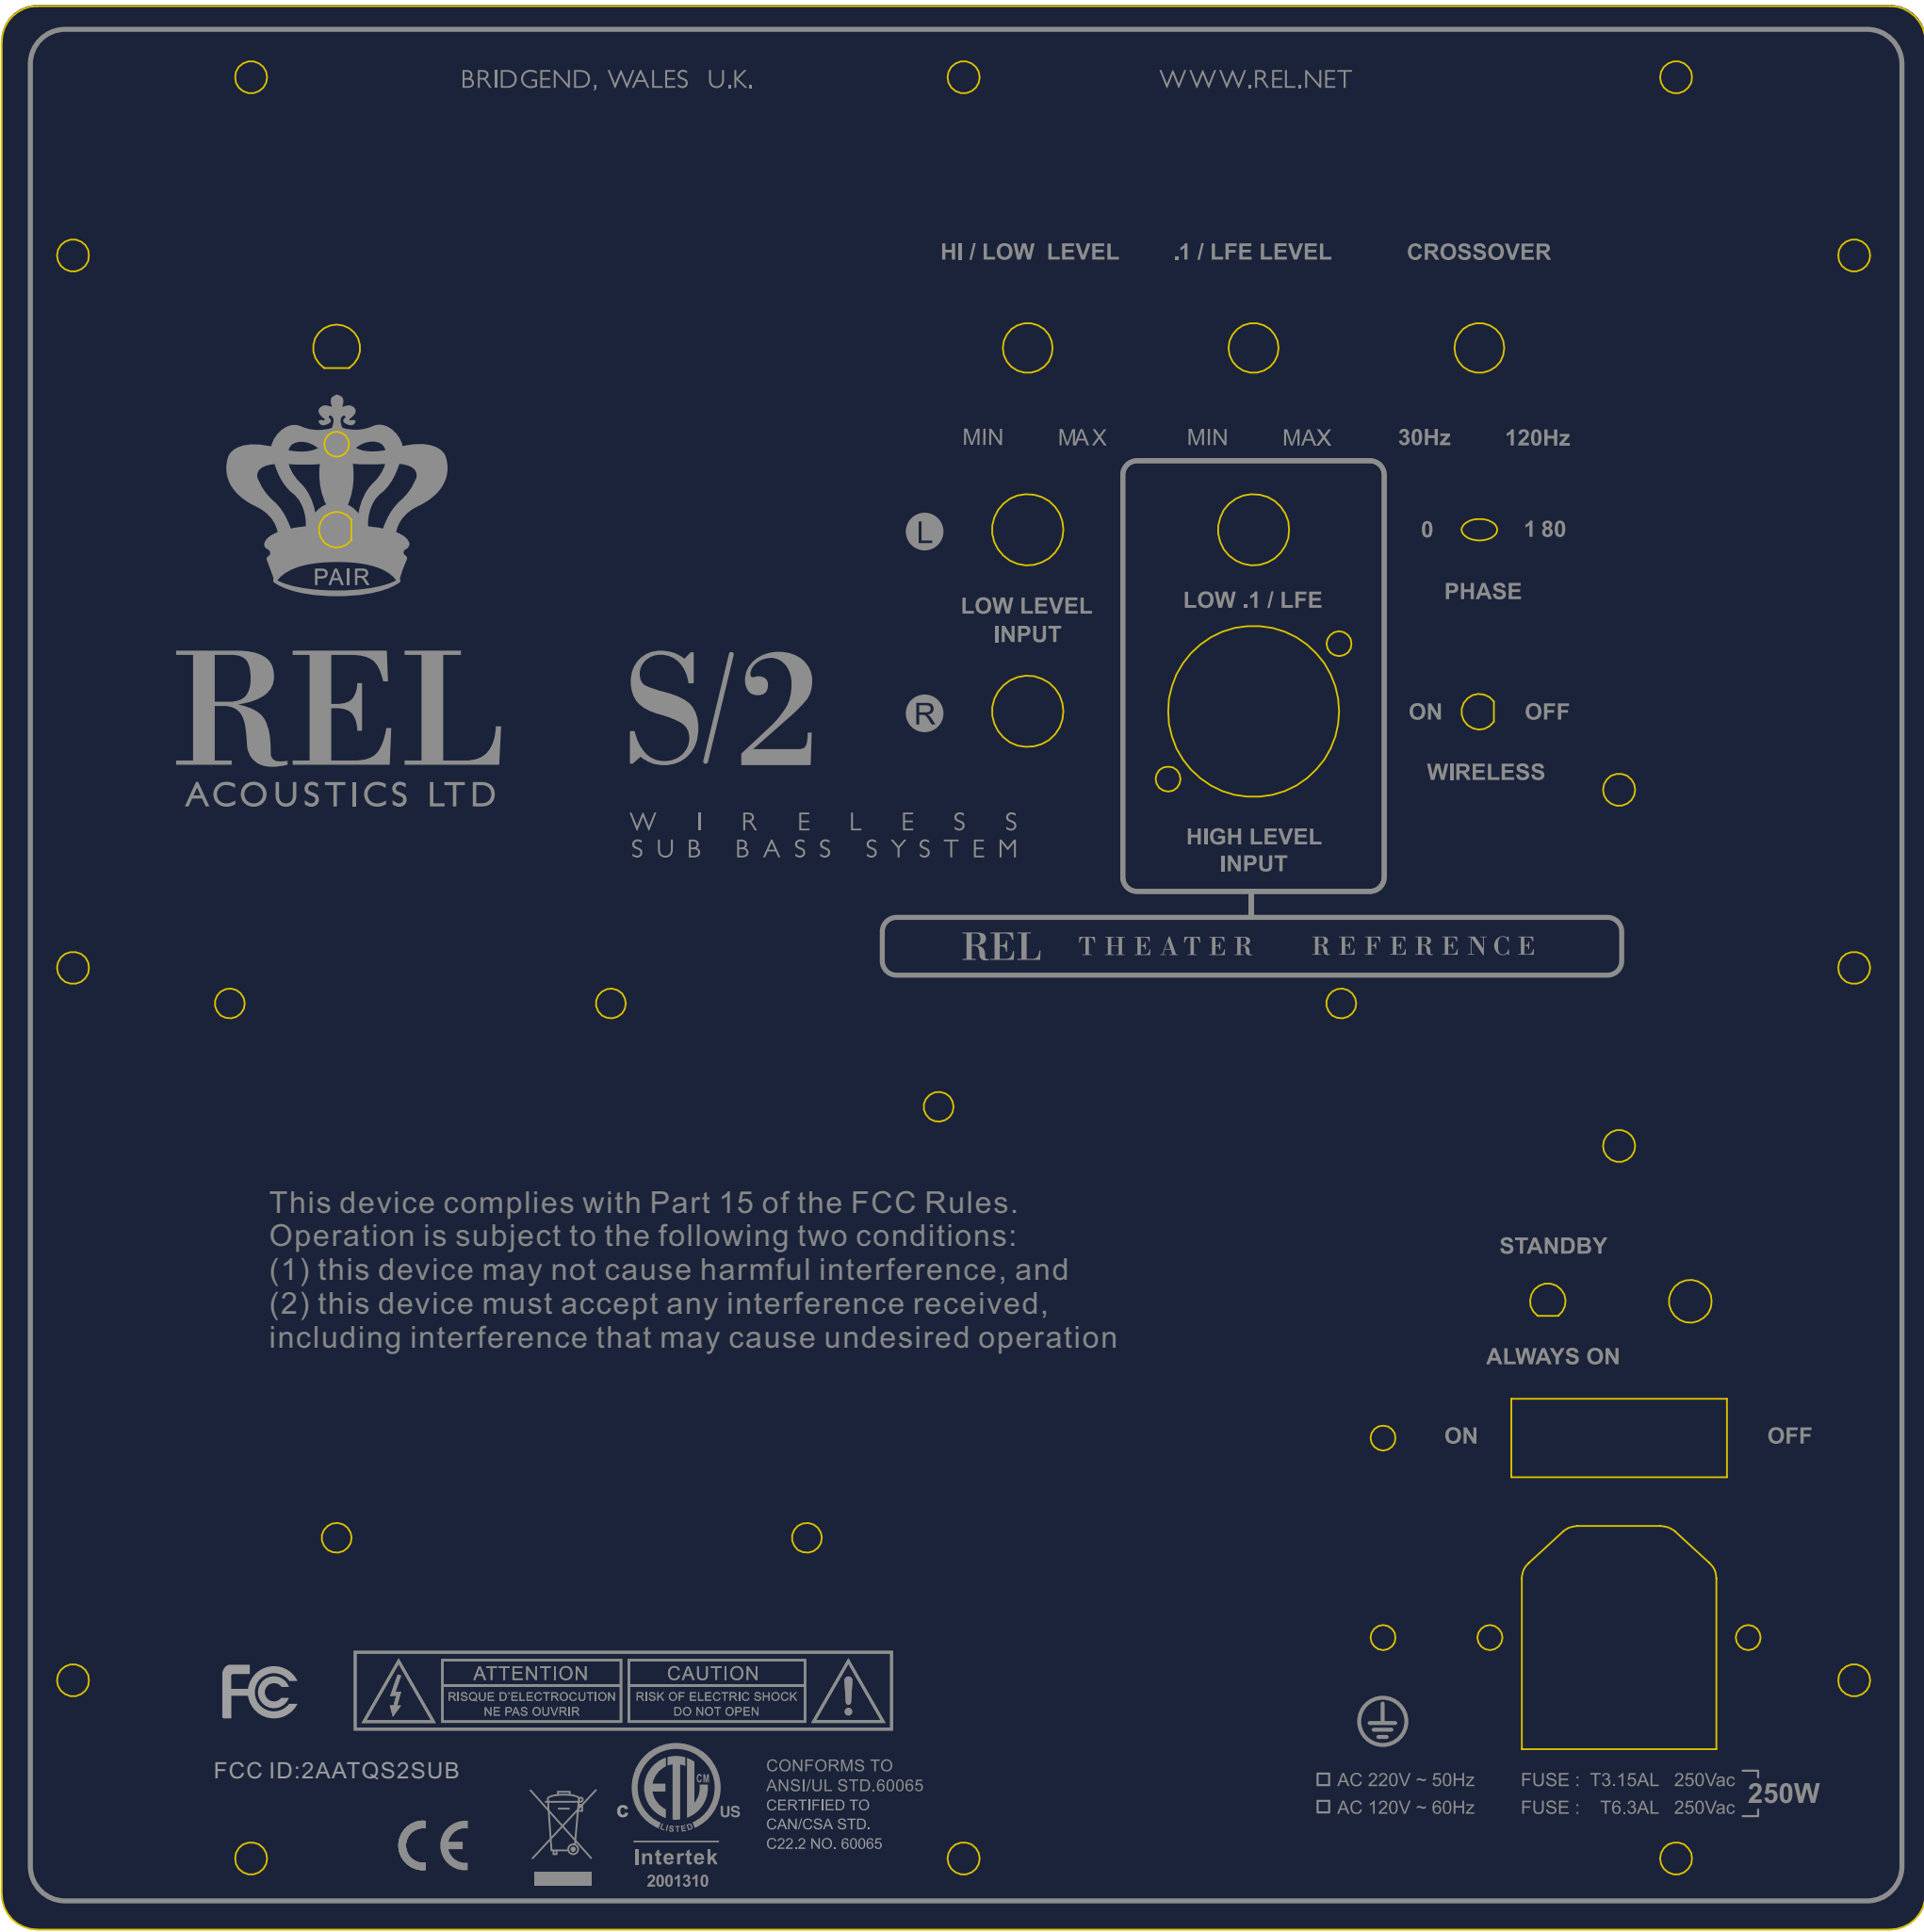 BRIDGEND, WALES U.K.
WWW.REL.NET
HI / LOW LEVEL
.1 / LFE LEVEL
CROSSOVER
MIN MAX
MIN MAX
30Hz 120Hz
PAIR
REL
ACOUSTICS LTD
S/2
WIRELESS
SUB BASS SYSTEM
L
LOW LEVEL
INPUT
R
LOW .1 / LFE
HIGH LEVEL
INPUT
0 180
PHASE
ON OFF
WIRELESS
REL THEATER REFERENCE
This device complies with Part 15 of the FCC Rules.
Operation is subject to the following two conditions:
(1) this device may not cause harmful interference, and
(2) this device must accept any interference received,
including interference that may cause undesired operation
STANDBY
ALWAYS ON
ON OFF
FC
ATTENTION
RISQUE D'ELECTROCUTION
NE PAS OUVRIR
CAUTION
RISK OF ELECTRIC SHOCK
DO NOT OPEN
FCC ID:2AATQS2SUB
CE
ETL CM
C US
LISTED
Intertek
2001310
CONFORMS TO
ANSI/UL STD.60065
CERTIFIED TO
CAN/CSA STD.
C22.2 NO. 60065
AC 220V ~ 50Hz FUSE : T3.15AL 250Vac
AC 120V ~ 60Hz FUSE : T6.3AL 250Vac
250W